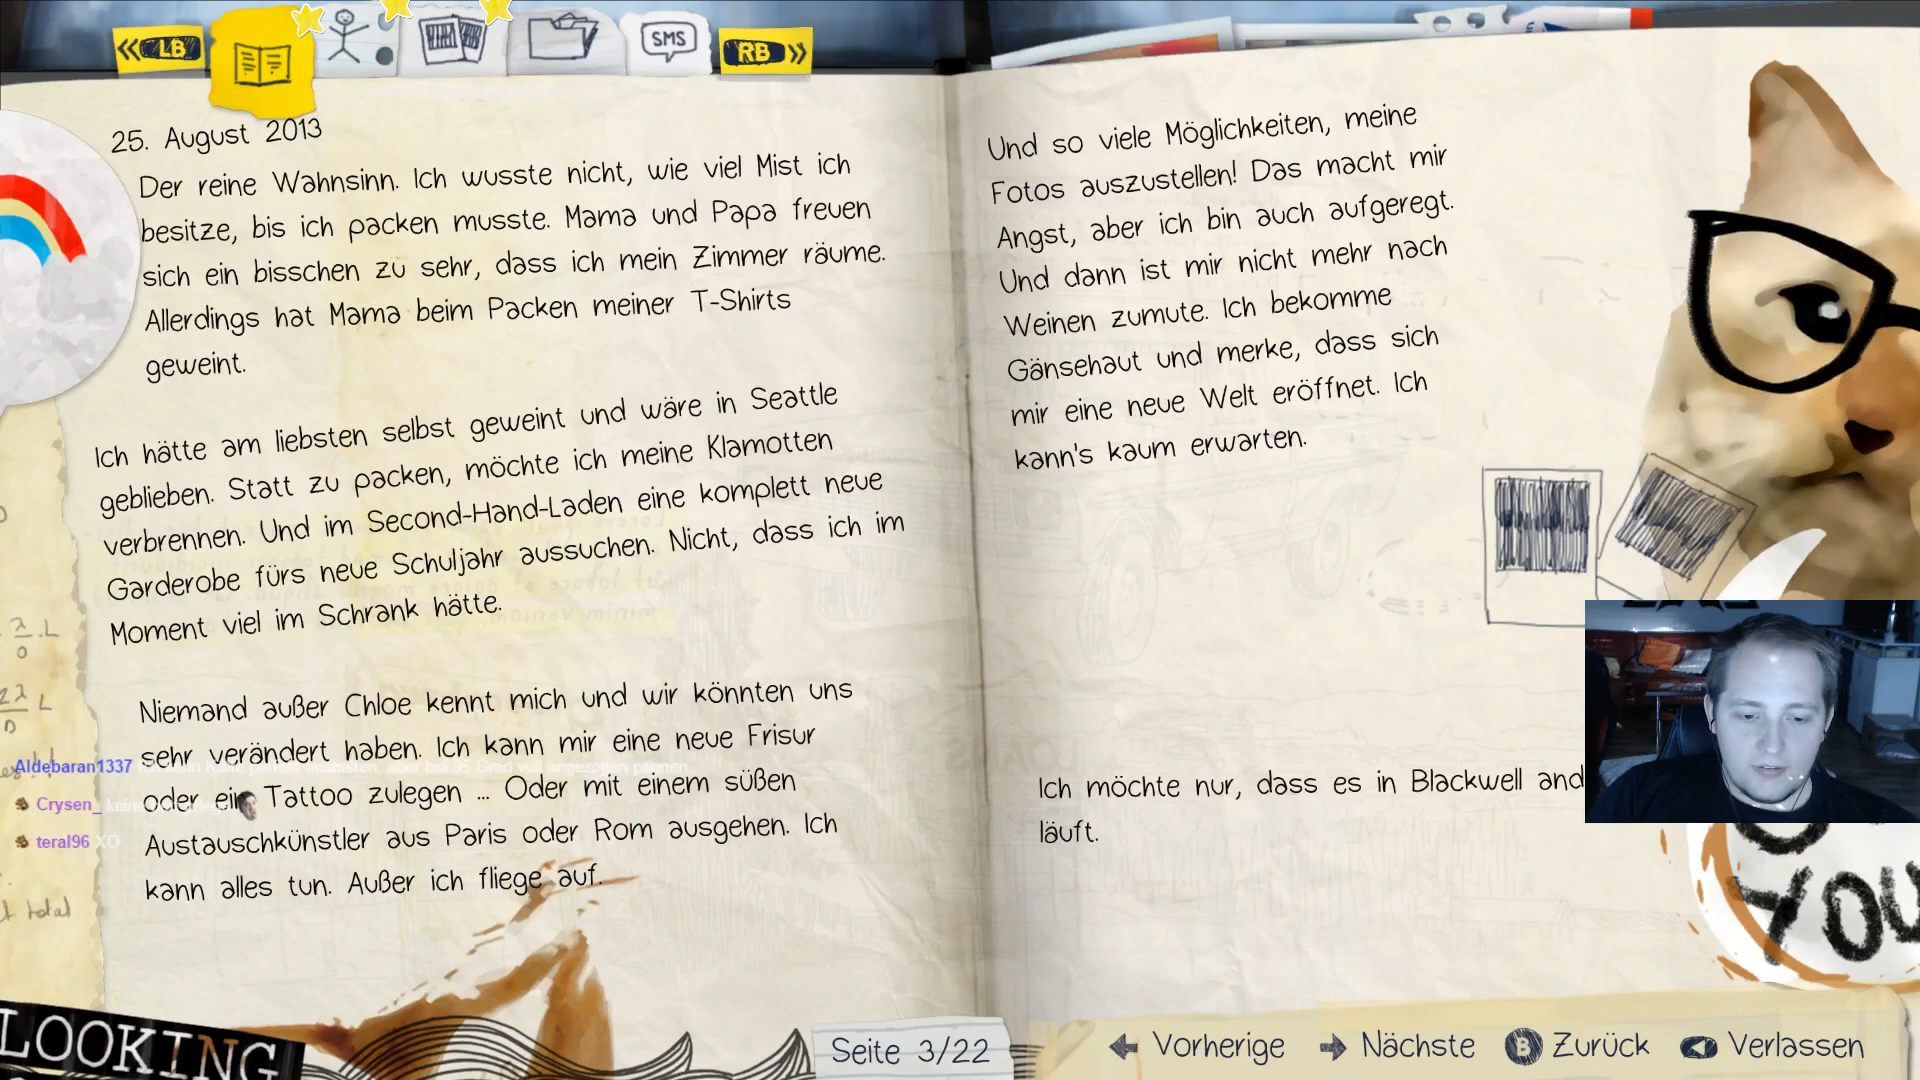 LB
SMS
RB
25. August 2013
Der reine Wahnsinn. Ich wusste nicht, wie viel Mist ich
besitze, bis ich packen musste. Mama und Papa freuen
sich ein bisschen zu sehr, dass ich mein Zimmer räume.
Allerdings hat Mama beim Packen meiner T-Shirts
geweint.
Ich hätte am liebsten selbst geweint und wäre in Seattle
geblieben. Statt zu packen, möchte ich meine Klamotten
verbrennen. Und im Second-Hand-Laden eine komplett neue
Garderobe fürs neue Schuljahr aussuchen. Nicht, dass ich im
Moment viel im Schrank hätte.
Niemand außer Chloe kennt mich und wir könnten uns
sehr verändert haben. Ich kann mir eine neue Frisur
oder ein Tattoo zulegen ... Oder mit einem süßen
Austauschkünstler aus Paris oder Rom ausgehen. Ich
kann alles tun. Außer ich fliege auf.
Aldebaran1337
Crysen_
teral96 XO
Und so viele Möglichkeiten, meine
Fotos auszustellen! Das macht mir
Angst, aber ich bin auch aufgeregt.
Und dann ist mir nicht mehr nach
Weinen zumute. Ich bekomme
Gänsehaut und merke, dass sich
mir eine neue Welt eröffnet. Ich
kann's kaum erwarten.
Ich möchte nur, dass es in Blackwell and
läuft.
YOU
LOOKING
Seite 3/22
Vorherige
Nächste
B Zurück
Verlassen